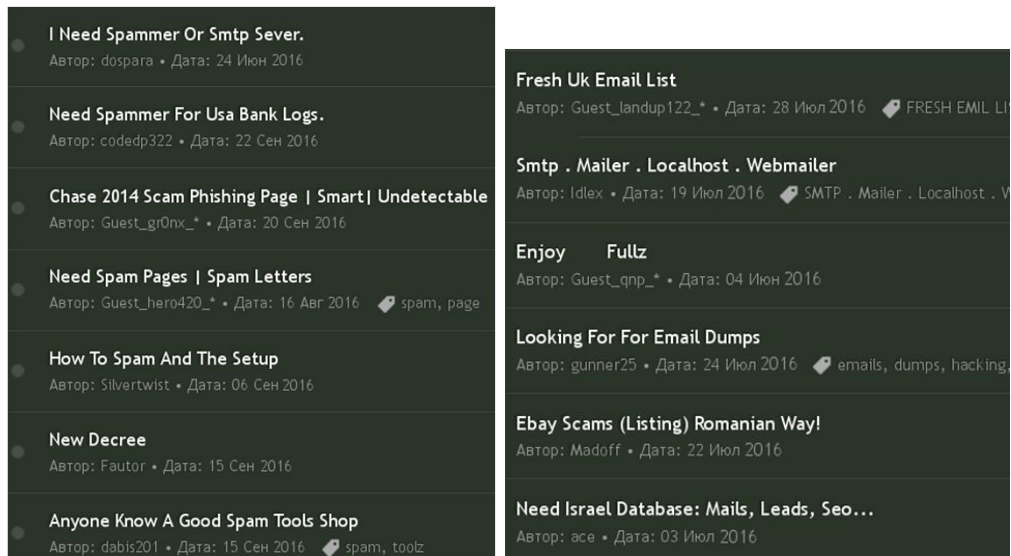 I Need Spammer Or Smtp Sever.
Автор: dospara • Дата: 24 Июн 2016
Need Spammer For Usa Bank Logs.
Автор: codedp322 • Дата: 22 Сен 2016
Chase 2014 Scam Phishing Page | Smart| Undetectable
Автор: Guest_gr0nx_* • Дата: 20 Сен 2016
Need Spam Pages | Spam Letters
Автор: Guest_hero420_* • Дата: 16 Авг 2016 spam, page
How To Spam And The Setup
Автор: Silvertwist • Дата: 06 Сен 2016
New Decree
Автор: Fautor • Дата: 15 Сен 2016
Anyone Know A Good Spam Tools Shop
Автор: dabis201 • Дата: 15 Сен 2016 spam, toolz
Fresh Uk Email List
Автор: Guest_landup122_* • Дата: 28 Июл 2016 FRESH EMIL
Smtp . Mailer . Localhost . Webmailer
Автор: Idlex • Дата: 19 Июл 2016 SMTP . Mailer . Localhost .
Enjoy Fullz
Автор: Guest_qnp_* • Дата: 04 Июн 2016
Looking For For Email Dumps
Автор: gunner25 • Дата: 24 Июл 2016 emails, dumps, hacking,
Ebay Scams (Listing) Romanian Way!
Автор: Madoff • Дата: 22 Июл 2016
Need Israel Database: Mails, Leads, Seo...
Автор: ace • Дата: 03 Июл 2016